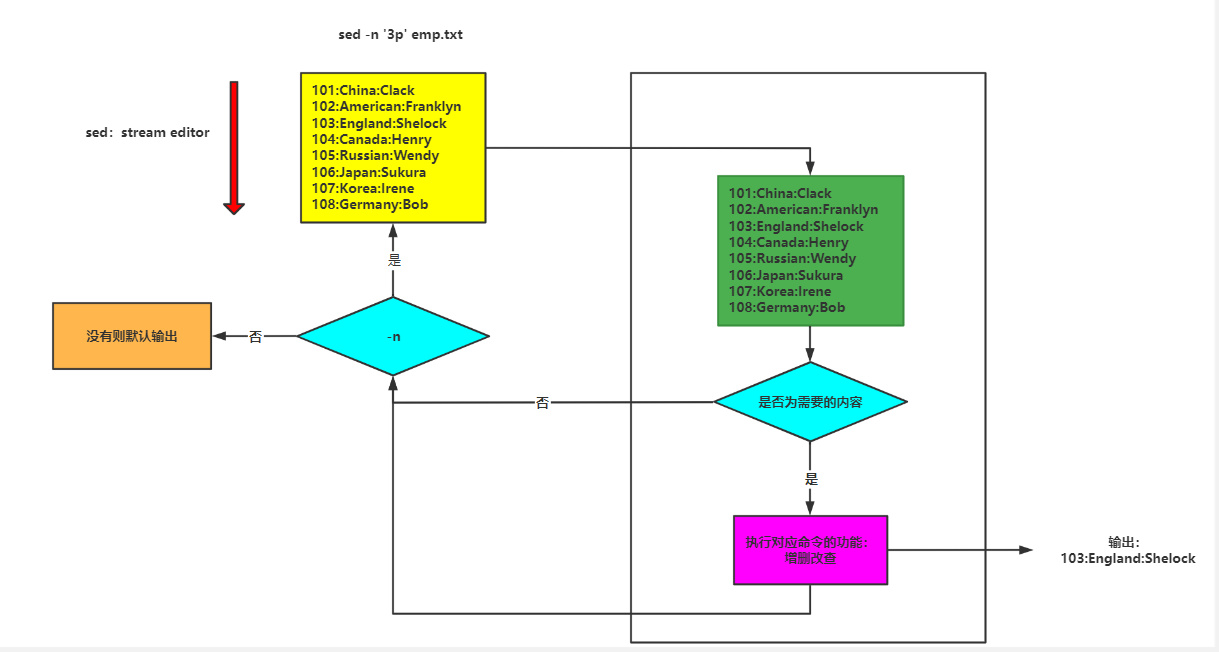 sed -n '3p' emp.txt
sed：stream editor
101:China:Clack
102:American:Franklyn
103:England:Shelock
104:Canada:Henry
105:Russian:Wendy
106:Japan:Sukura
107:Korea:Irene
108:Germany:Bob
101:China:Clack
102:American:Franklyn
103:England:Shelock
104:Canada:Henry
105:Russian:Wendy
106:Japan:Sukura
107:Korea:Irene
108:Germany:Bob
是
没有则默认输出
否
-n
否
是否为需要的内容
是
执行对应命令的功能：
增删改查
输出：
103:England:Shelock